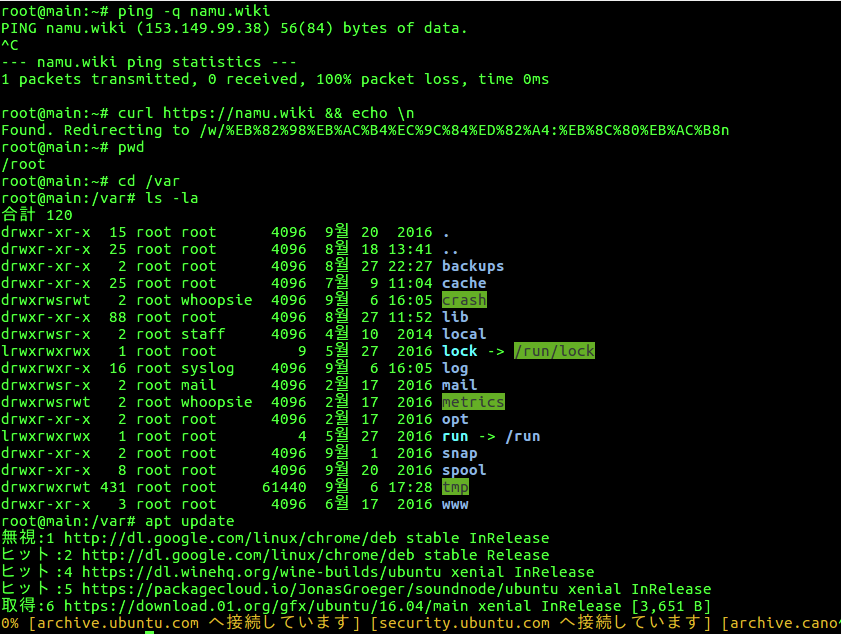 root@main:~# ping -q namu.wiki
PING namu.wiki (153.149.99.38) 56(84) bytes of data.
^C
--- namu.wiki ping statistics ---
1 packets transmitted, 0 received, 100% packet loss, time 0ms

root@main:~# curl https://namu.wiki && echo \n
Found. Redirecting to /w/%EB%82%98%EB%AC%B4%EC%9C%84%ED%82%A4:%EB%8C%80%EB%AC%B8n
root@main:~# pwd
/root
root@main:~# cd /var
root@main:/var# ls -la
合計 120
drwxr-xr-x  15 root root      4096  9월 20  2016 .
drwxr-xr-x  25 root root      4096  8월 18 13:41 ..
drwxr-xr-x   2 root root      4096  8월 27 22:27 backups
drwxr-xr-x  25 root root      4096  7월  9 11:04 cache
drwxrwsrwt   2 root whoopsie  4096  9월  6 16:05 crash
drwxr-xr-x  88 root root      4096  8월 27 11:52 lib
drwxrwsr-x   2 root staff     4096  4월 10  2014 local
lrwxrwxrwx   1 root root         9  5월 27  2016 lock -> /run/lock
drwxrwxr-x  16 root syslog    4096  9월  6 16:05 log
drwxrwsr-x   2 root mail      4096  2월 17  2016 mail
drwxrwsrwt   2 root whoopsie  4096  2월 17  2016 metrics
drwxr-xr-x   2 root root      4096  2월 17  2016 opt
lrwxrwxrwx   1 root root         4  5월 27  2016 run -> /run
drwxr-xr-x   2 root root      4096  9월  1  2016 snap
drwxr-xr-x   8 root root      4096  9월 20  2016 spool
drwxrwxrwt 431 root root     61440  9월  6 17:28 tmp
drwxr-xr-x   3 root root      4096  6월 17  2016 www
root@main:/var# apt update
無視:1 http://dl.google.com/linux/chrome/deb stable InRelease
ヒット:2 http://dl.google.com/linux/chrome/deb stable Release
ヒット:4 https://dl.winehq.org/wine-builds/ubuntu xenial InRelease
ヒット:5 https://packagecloud.io/JonasGroeger/soundnode/ubuntu xenial InRelease
取得:6 https://download.01.org/gfx/ubuntu/16.04/main xenial InRelease [3,651 B]
0% [archive.ubuntu.com へ接続しています] [security.ubuntu.com へ接続しています] [archive.cano